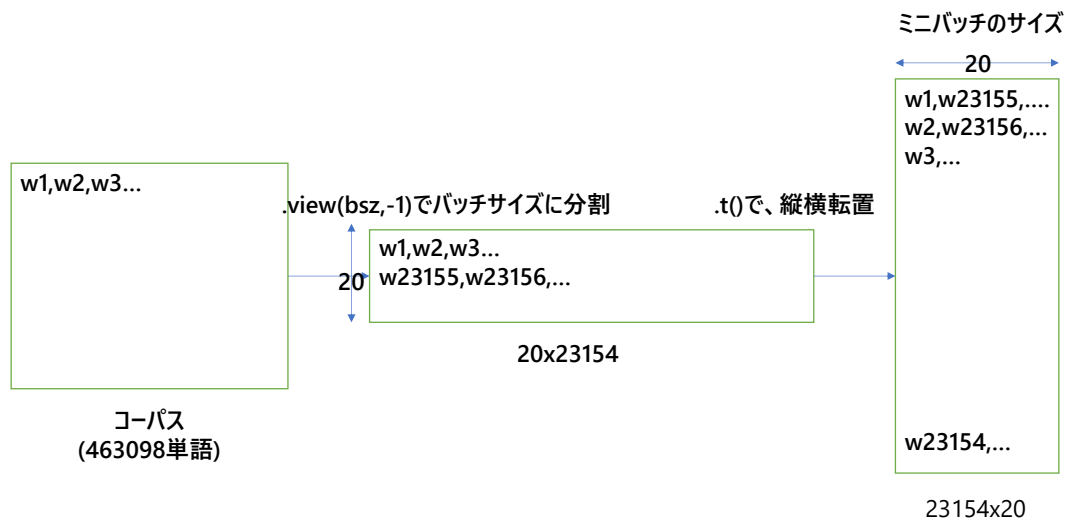 ミニバッチのサイズ
20
w1,w23155,....
w2,w23156,...
w3,...
w1,w2,w3...
.view(bsz,-1)でバッチサイズに分割
.t()で、縦横転置
w1,w2,w3...
w23155,w23156,...
20
20x23154
コーパス
(463098単語)
w23154,...
23154x20